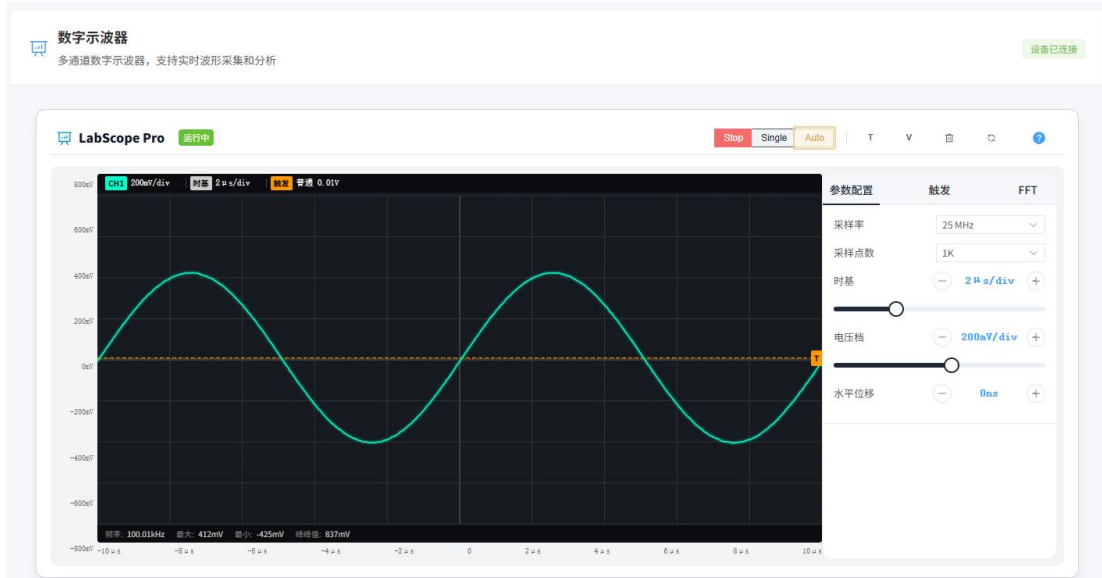 数字示波器
多通道数字示波器，支持实时波形采集和分析
设备已连接
LabScope Pro 运行中
Stop Single Auto T V ?
800mV CH1 200mV/div 时基 2μs/div 触发 普通 0.01V
600mV
400mV
200mV
0mV
T
-200mV
-400mV
-600mV
频率: 100.01kHz 最大: 412mV 最小: -425mV 峰峰值: 837mV
-800mV -10μs -8μs -6μs -4μs -2μs 0 2μs 4μs 6μs 8μs 10μs
参数配置 触发 FFT
采样率 25 MHz
采样点数 1K
时基 − 2μs/div +
电压档 − 200mV/div +
水平位移 − 0ns +